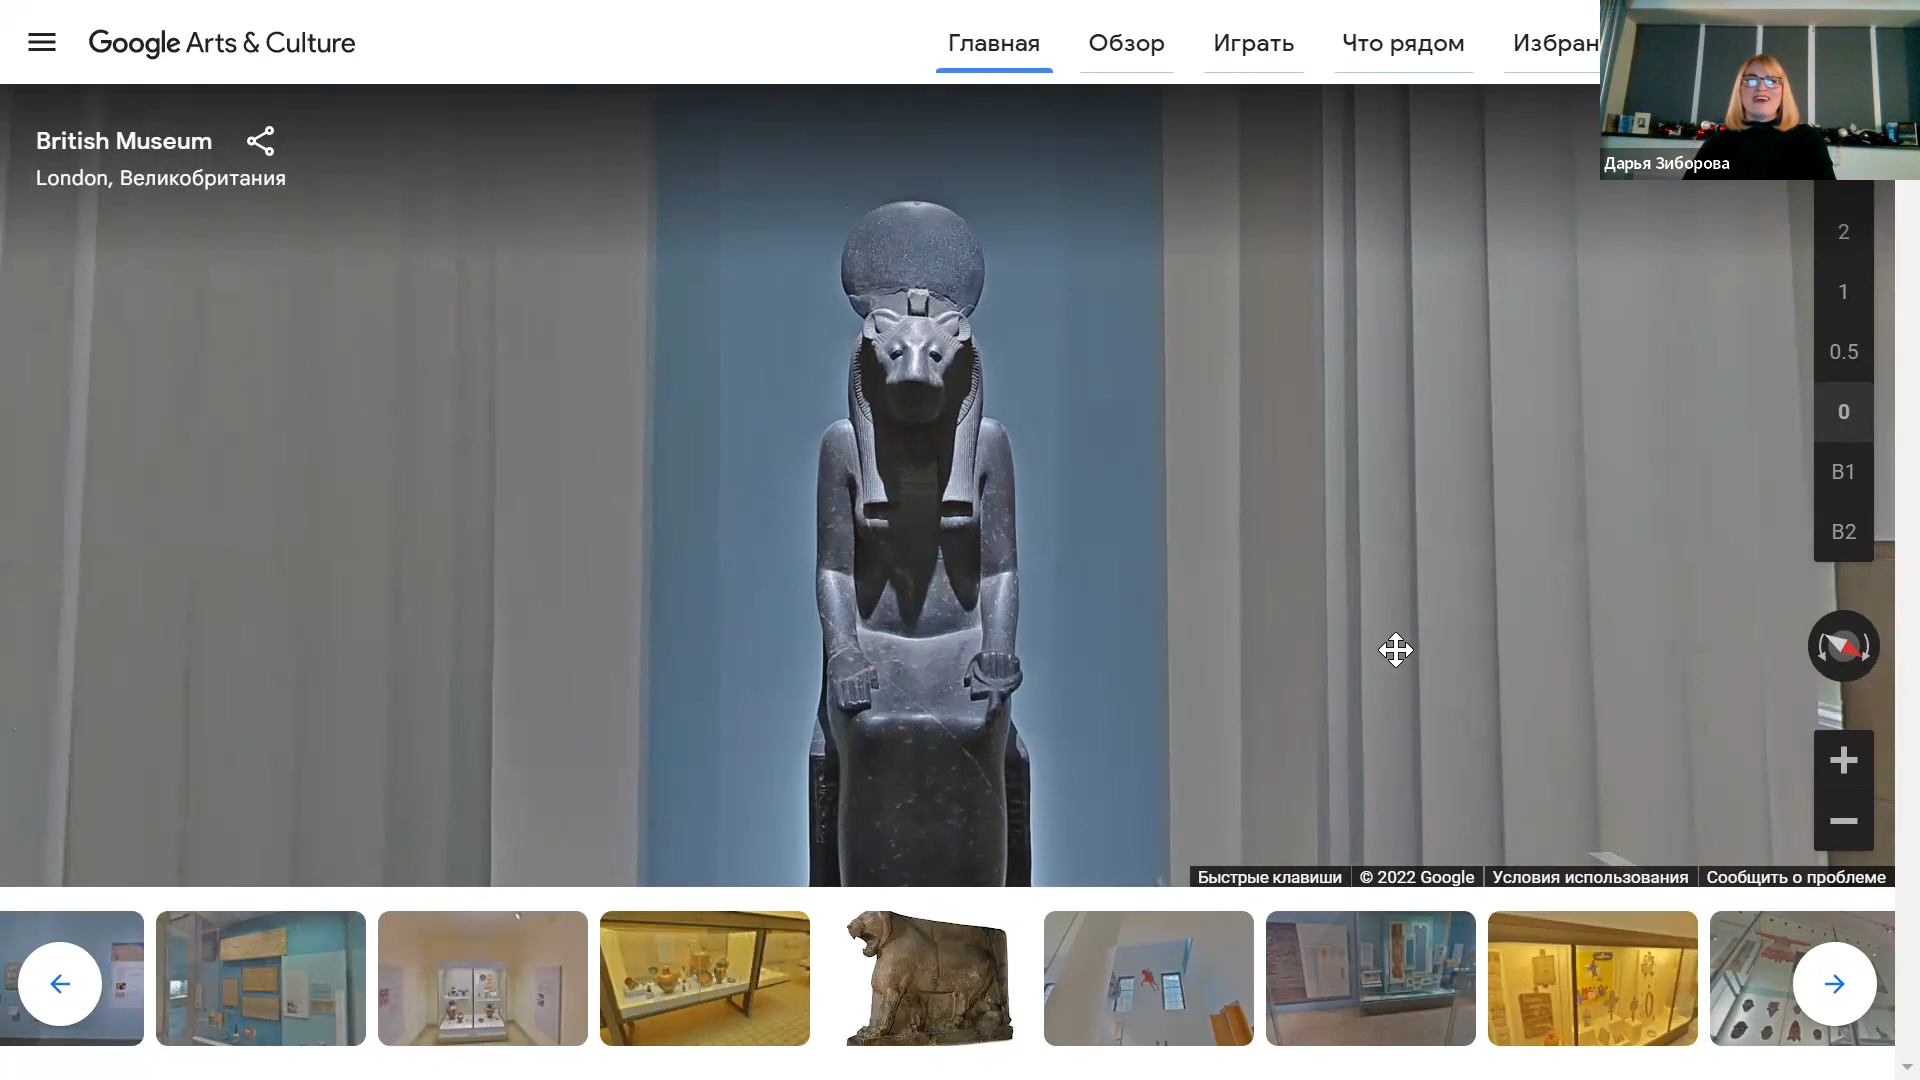 Google Arts & Culture
Главная
Обзор
Играть
Что рядом
Избран
British Museum
London, Великобритания
Дарья Зиборова
2
1
0.5
0
B1
B2
Быстрые клавиши
© 2022 Google
Условия использования
Сообщить о проблеме